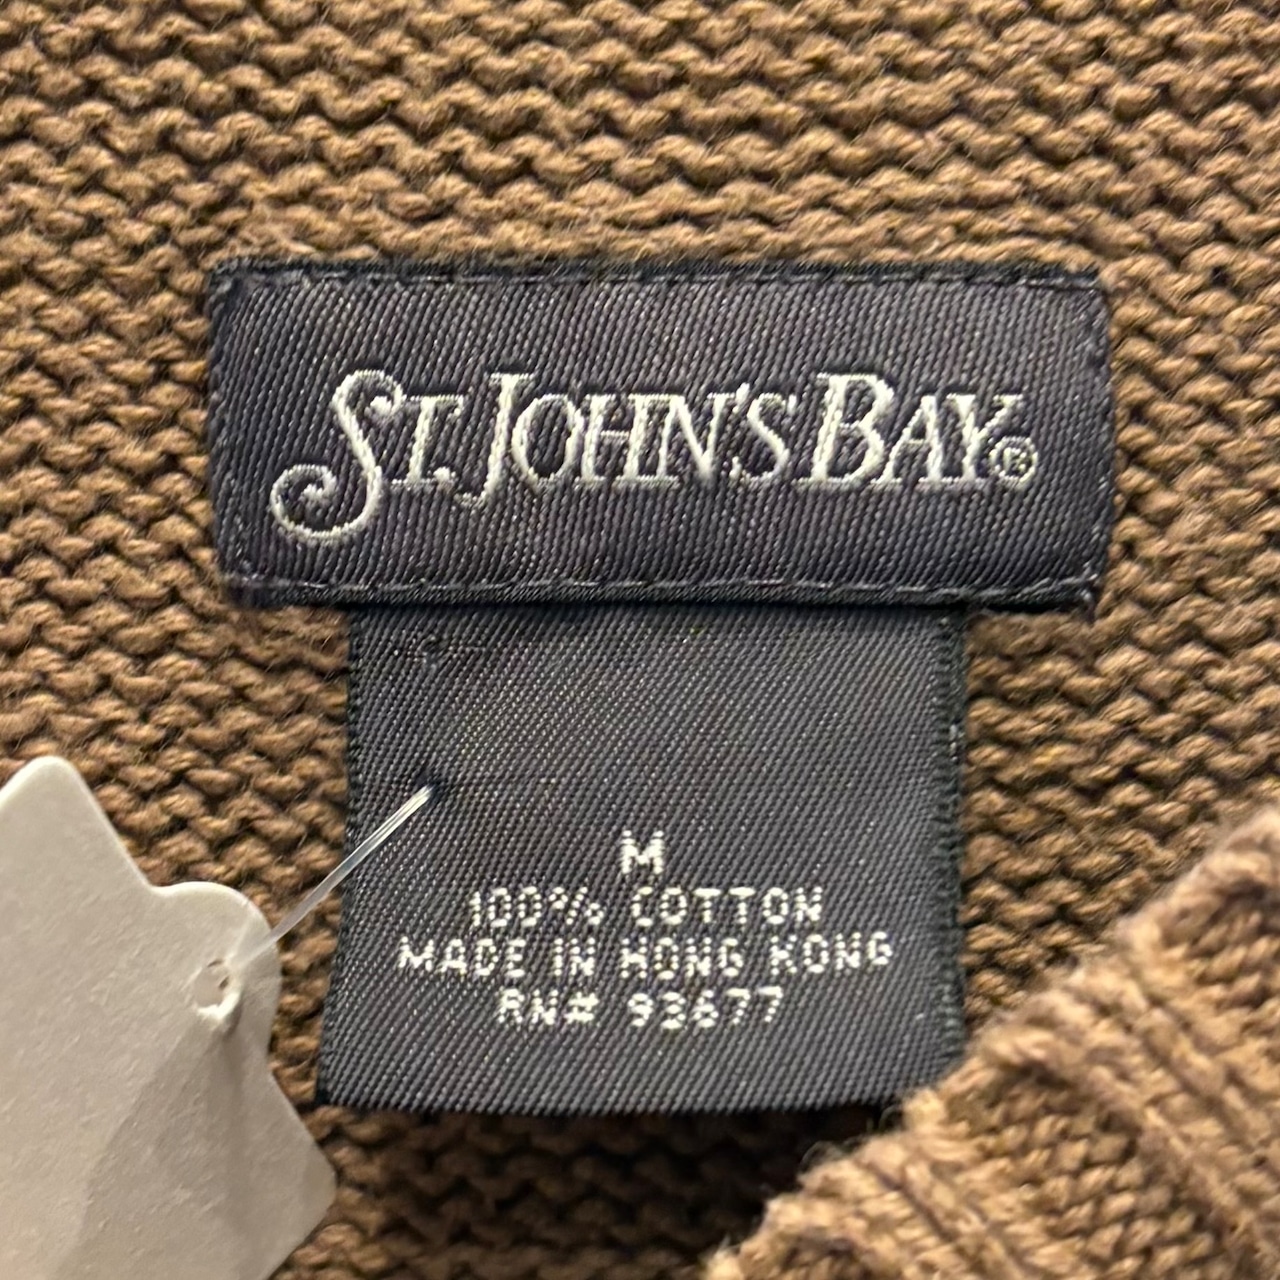 ST. JOHN'S BAY®
M
100% COTTON
MADE IN HONG KONG
RN# 93677